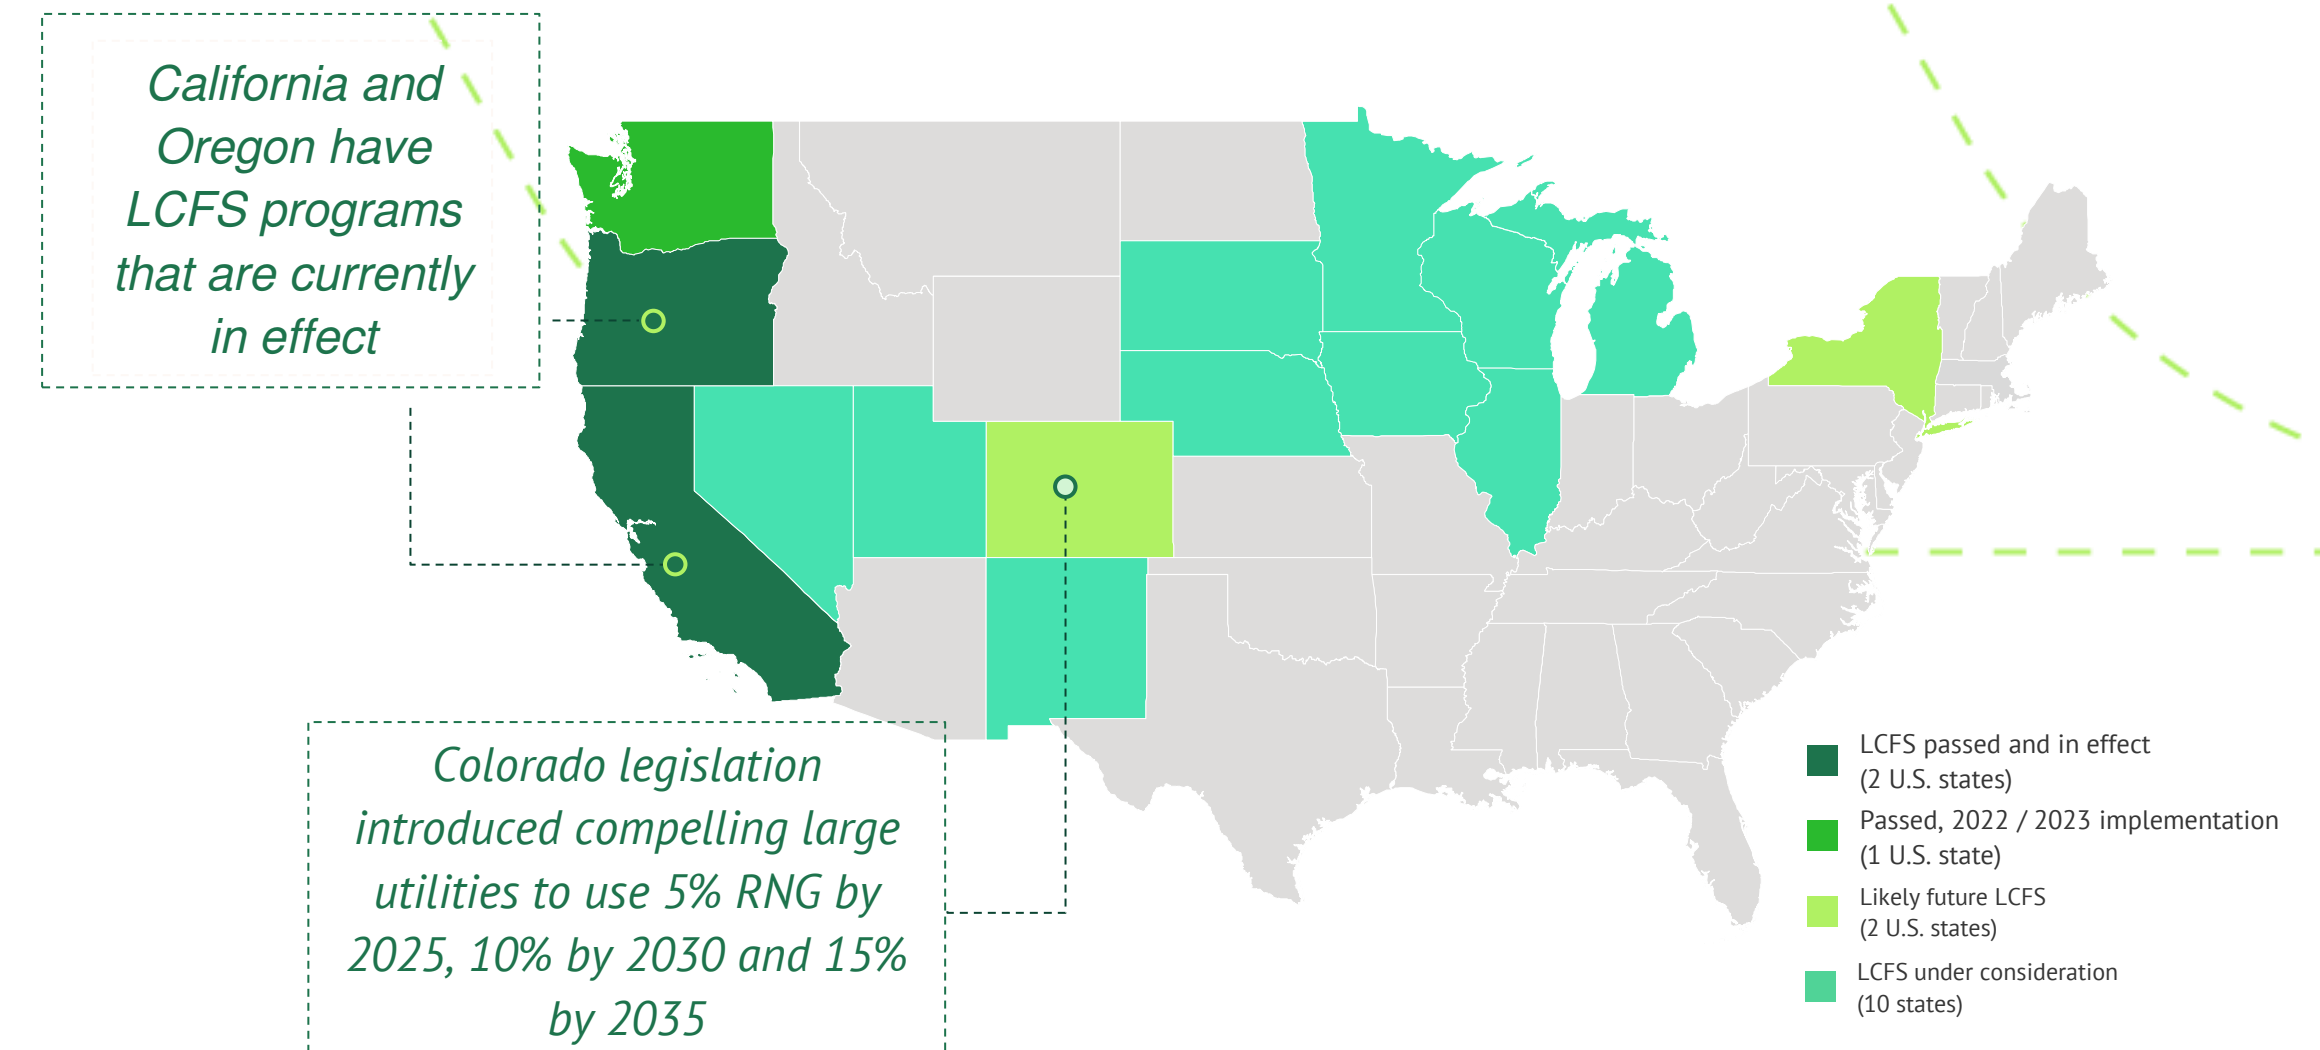 California and
Oregon have
LCFS programs
that are currently
in effect
Colorado legislation
introduced compelling large
utilities to use 5% RNG by
2025, 10% by 2030 and 15%
by 2035
LCFS passed and in effect
(2 U.S. states)
Passed, 2022 / 2023 implementation
(1 U.S. state)
Likely future LCFS
(2 U.S. states)
LCFS under consideration
(10 states)